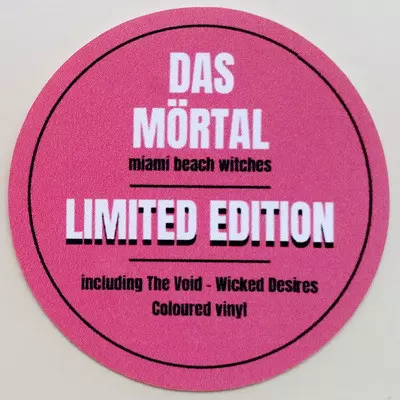 DAS
MÖRTAL
miami beach witches
LIMITED EDITION
including The Void - Wicked Desires
Coloured vinyl